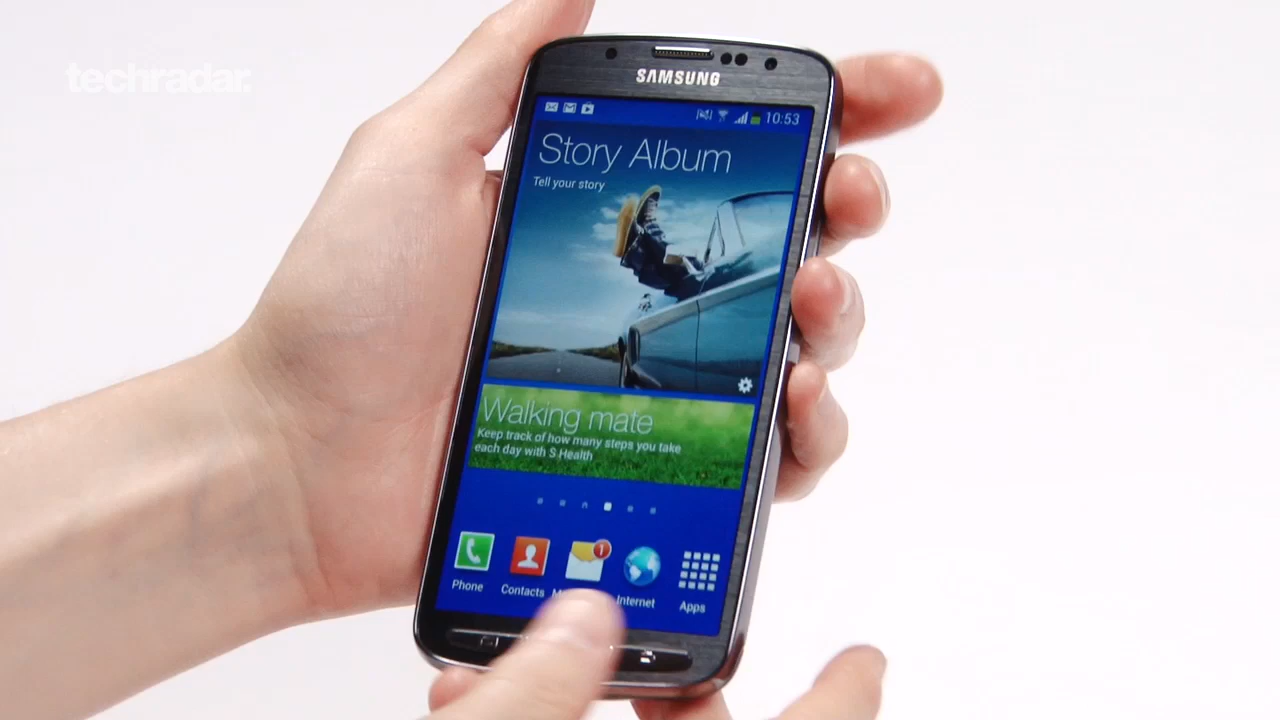 techradar.
SAMSUNG
10:53
Story Album
Tell your story
Walking mate
Keep track of how many steps you take
each day with S Health
1
Phone
Contacts
Internet
Apps